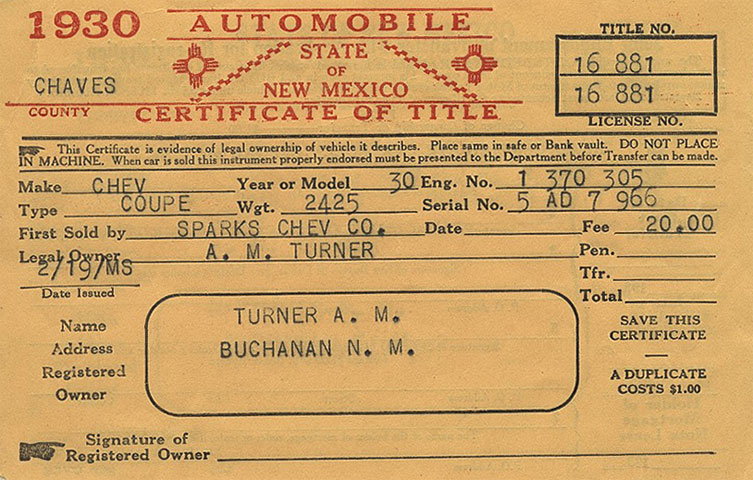 1930 AUTOMOBILE TITLE NO.
STATE
OF
NEW MEXICO
16 881
16 881
CHAVES
COUNTY CERTIFICATE OF TITLE LICENSE NO.
This Certificate is evidence of legal ownership of vehicle it describes. Place same in safe or Bank vault. DO NOT PLACE
IN MACHINE. When car is sold this instrument properly endorsed must be presented to the Department before Transfer can be made.
Make CHEV Year or Model 30 Eng. No. 1 370 305
Type COUPE Wgt. 2425 Serial No. 5 AD 7 966
First Sold by SPARKS CHEV CO. Date Fee 20.00
Legal Owner A. M. TURNER Pen.
2/19/MS Tfr.
Date Issued Total
Name TURNER A. M. SAVE THIS
Address BUCHANAN N. M. CERTIFICATE
Registered A DUPLICATE
Owner COSTS $1.00
Signature of
Registered Owner